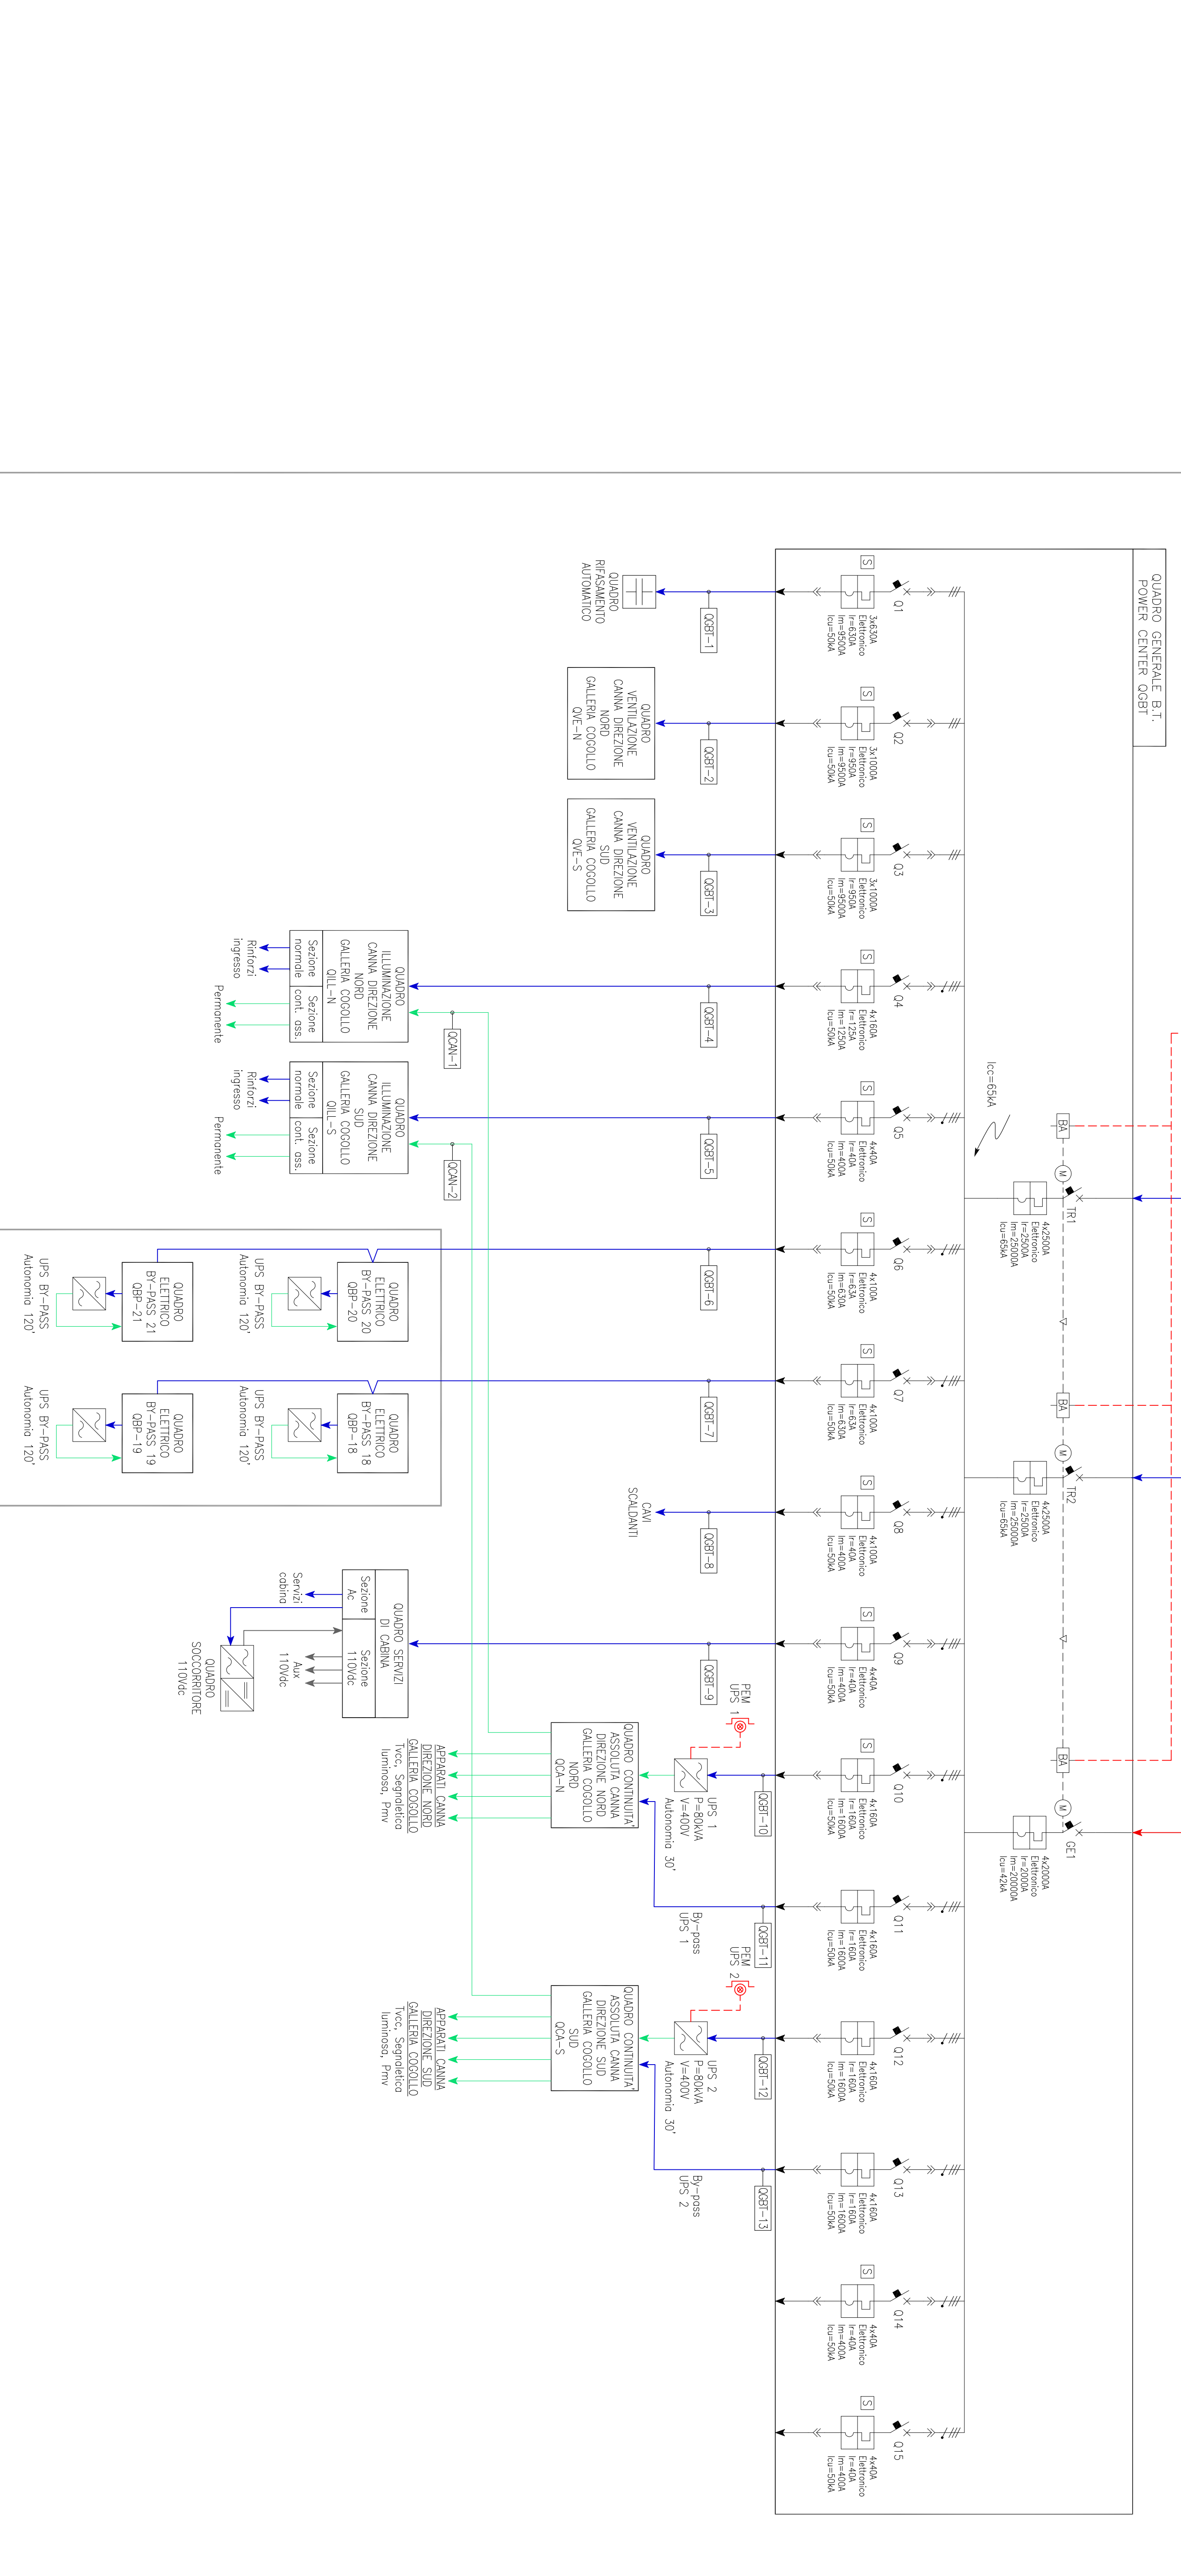 QUADRO GENERALE B.T.
POWER CENTER QGBT
Icc=65kA
BA
M
TR1
4x2500A
Elettronico
Ir=2500A
Im=25000A
Icu=65kA
BA
M
TR2
4x2500A
Elettronico
Ir=2500A
Im=25000A
Icu=65kA
BA
M
GE1
4x2000A
Elettronico
Ir=2000A
Im=20000A
Icu=42kA
S
Q1
3x630A
Elettronico
Ir=630A
Im=9500A
Icu=50kA
S
Q2
3x1000A
Elettronico
Ir=950A
Im=9500A
Icu=50kA
S
Q3
3x1000A
Elettronico
Ir=950A
Im=9500A
Icu=50kA
S
Q4
4x160A
Elettronico
Ir=125A
Im=1250A
Icu=50kA
S
Q5
4x40A
Elettronico
Ir=40A
Im=400A
Icu=50kA
S
Q6
4x100A
Elettronico
Ir=63A
Im=630A
Icu=50kA
S
Q7
4x100A
Elettronico
Ir=63A
Im=630A
Icu=50kA
S
Q8
4x100A
Elettronico
Ir=40A
Im=400A
Icu=50kA
S
Q9
4x40A
Elettronico
Ir=40A
Im=400A
Icu=50kA
S
Q10
4x160A
Elettronico
Ir=160A
Im=1600A
Icu=50kA
Q11
4x160A
Elettronico
Ir=160A
Im=1600A
Icu=50kA
Q12
4x160A
Elettronico
Ir=160A
Im=1600A
Icu=50kA
Q13
4x160A
Elettronico
Ir=160A
Im=1600A
Icu=50kA
S
Q14
4x40A
Elettronico
Ir=40A
Im=400A
Icu=50kA
S
Q15
4x40A
Elettronico
Ir=40A
Im=400A
Icu=50kA
QGBT-1
QGBT-2
QGBT-3
QGBT-4
QGBT-5
QGBT-6
QGBT-7
QGBT-8
QGBT-9
QGBT-10
QGBT-11
QGBT-12
QGBT-13
QUADRO
RIFASAMENTO
AUTOMATICO
QUADRO
VENTILAZIONE
CANNA DIREZIONE
NORD
GALLERIA COGOLLO
QVE-N
QUADRO
VENTILAZIONE
CANNA DIREZIONE
SUD
GALLERIA COGOLLO
QVE-S
CAVI
SCALDANTI
PEM
UPS 1
UPS 1
P=80kVA
V=400V
Autonomia 30'
By-pass
UPS 1
PEM
UPS 2
UPS 2
P=80kVA
V=400V
Autonomia 30'
By-pass
UPS 2
QUADRO CONTINUITA'
ASSOLUTA CANNA
DIREZIONE NORD
GALLERIA COGOLLO
NORD
QCA-N
QUADRO CONTINUITA'
ASSOLUTA CANNA
DIREZIONE SUD
GALLERIA COGOLLO
SUD
QCA-S
APPARATI CANNA
DIREZIONE NORD
GALLERIA COGOLLO
Tvcc, Segnaletica
luminosa, Pmv
APPARATI CANNA
DIREZIONE SUD
GALLERIA COGOLLO
Tvcc, Segnaletica
luminosa, Pmv
QCAN-1
QCAN-2
QUADRO
ILLUMINAZIONE
CANNA DIREZIONE
NORD
GALLERIA COGOLLO
QILL-N
Sezione
normale
Sezione
cont. ass.
Rinforzi
ingresso
Permanente
QUADRO
ILLUMINAZIONE
CANNA DIREZIONE
SUD
GALLERIA COGOLLO
QILL-S
Sezione
normale
Sezione
cont. ass.
Rinforzi
ingresso
Permanente
QUADRO
ELETTRICO
BY-PASS 20
QBP-20
UPS BY-PASS
Autonomia 120'
QUADRO
ELETTRICO
BY-PASS 18
QBP-18
UPS BY-PASS
Autonomia 120'
QUADRO
ELETTRICO
BY-PASS 21
QBP-21
UPS BY-PASS
Autonomia 120'
QUADRO
ELETTRICO
BY-PASS 19
QBP-19
UPS BY-PASS
Autonomia 120'
QUADRO SERVIZI
DI CABINA
Sezione
Ac
Sezione
110Vdc
Servizi
cabina
Aux
110Vdc
QUADRO
SOCCORRITORE
110Vdc